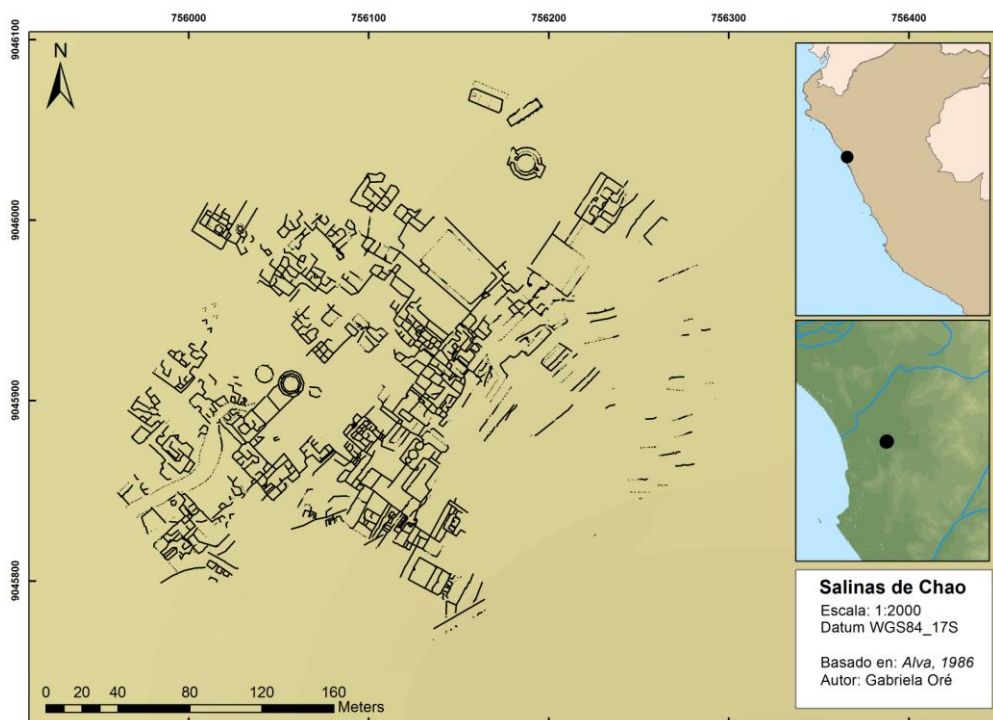 756000 756100 756200 756300 756400
9046100
N
9046000
9045900
9045800
0 20 40 80 120 160
Meters
Salinas de Chao
Escala: 1:2000
Datum WGS84_17S
Basado en: Alva, 1986
Autor: Gabriela Oré